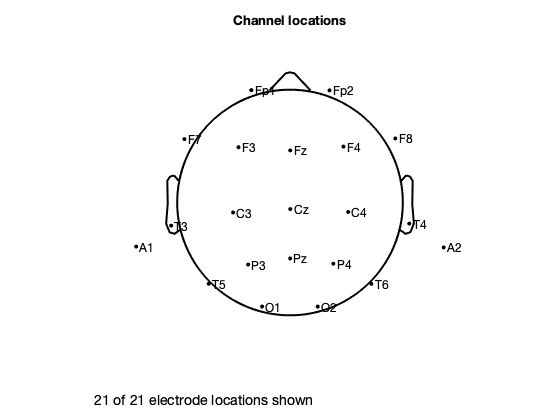 Channel locations
Fp1 Fp2
F7 F3 Fz F4 F8
T3 C3 Cz C4 T4
A1 A2
T5 P3 Pz P4 T6
O1 O2
21 of 21 electrode locations shown